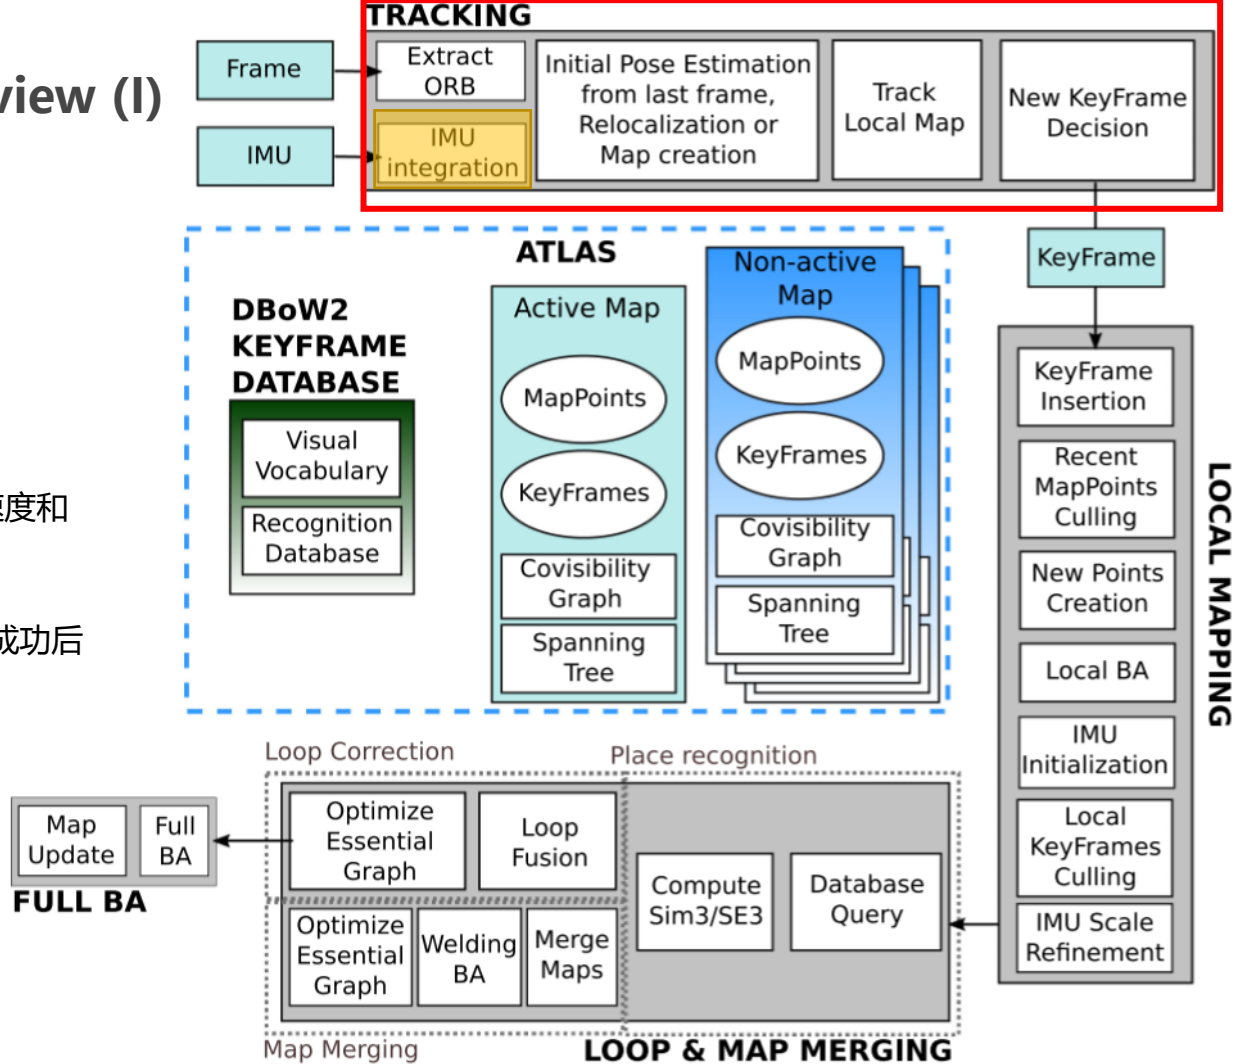 view (I)
速度和
成功后
TRACKING
Frame
IMU
Extract
ORB
IMU
integration
Initial Pose Estimation
from last frame,
Relocalization or
Map creation
Track
Local Map
New KeyFrame
Decision
KeyFrame
ATLAS
DBoW2
KEYFRAME
DATABASE
Visual
Vocabulary
Recognition
Database
Active Map
MapPoints
KeyFrames
Covisibility
Graph
Spanning
Tree
Non-active
Map
MapPoints
KeyFrames
Covisibility
Graph
Spanning
Tree
KeyFrame
Insertion
Recent
MapPoints
Culling
New Points
Creation
Local BA
IMU
Initialization
Local
KeyFrames
Culling
IMU Scale
Refinement
LOCAL MAPPING
Loop Correction
Place recognition
Optimize
Essential
Graph
Loop
Fusion
Optimize
Essential
Graph
Welding
BA
Merge
Maps
Compute
Sim3/SE3
Database
Query
Map Merging
LOOP & MAP MERGING
Map
Update
Full
BA
FULL BA